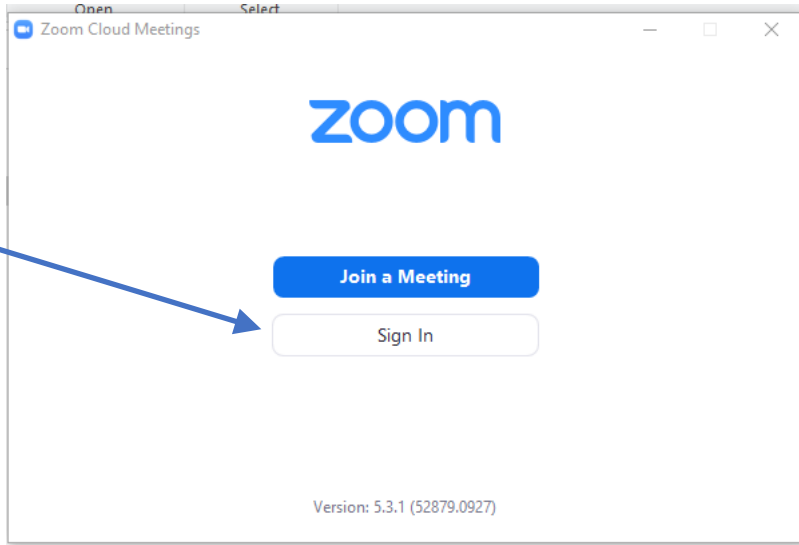 Open Select
Zoom Cloud Meetings
zoom
Join a Meeting
Sign In
Version: 5.3.1 (52879.0927)